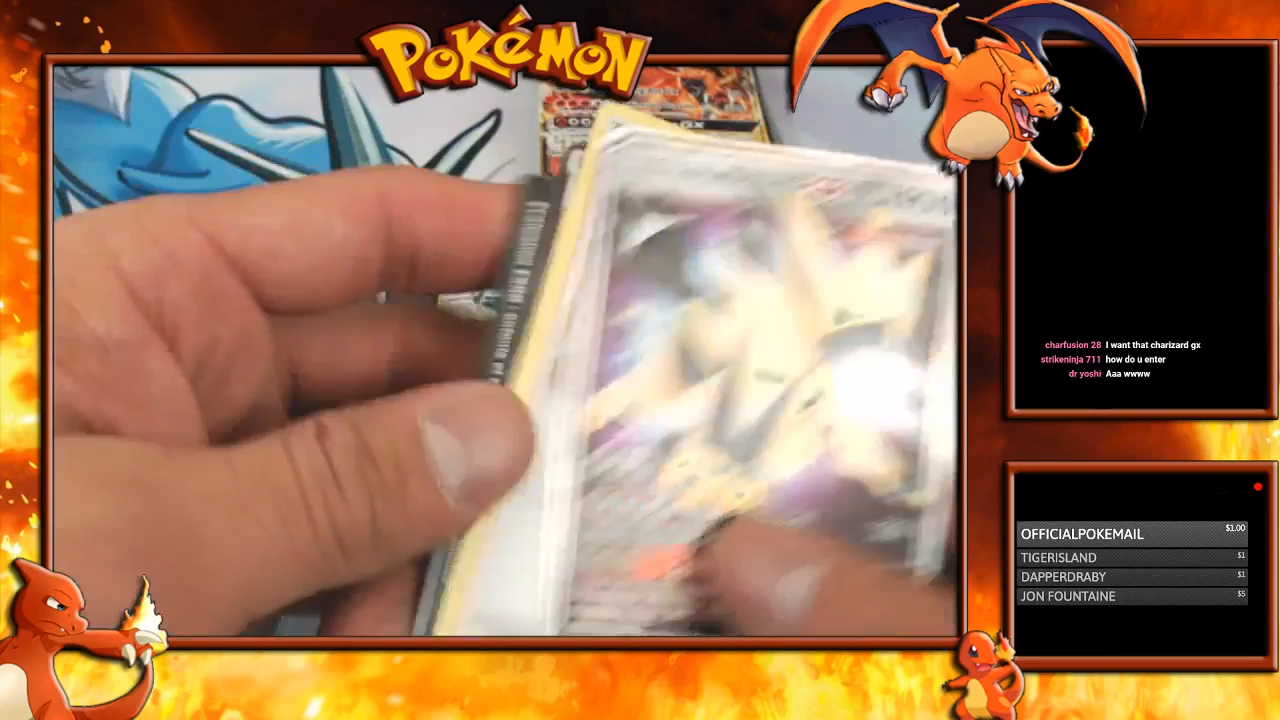 POKéMON
GX
charfusion 28 I want that charizard gx
strikeninja 711 how do u enter
dr yoshi Aaa wwww
OFFICIALPOKEMAIL $1.00
TIGERISLAND $1
DAPPERDRABY $1
JON FOUNTAINE $5